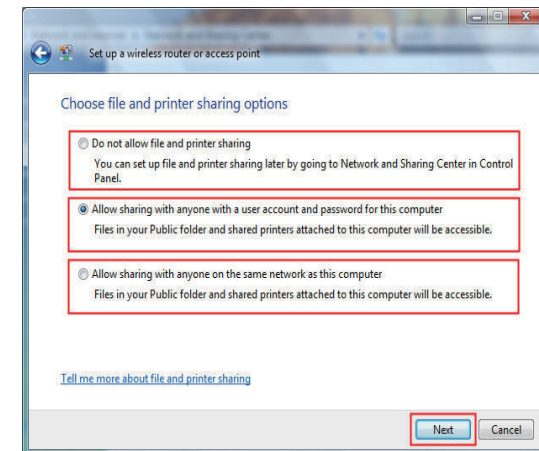 Set up a wireless router or access point
Choose file and printer sharing options
Do not allow file and printer sharing
You can set up file and printer sharing later by going to Network and Sharing Center in Control
Panel.
Allow sharing with anyone with a user account and password for this computer
Files in your Public folder and shared printers attached to this computer will be accessible.
Allow sharing with anyone on the same network as this computer
Files in your Public folder and shared printers attached to this computer will be accessible.
Tell me more about file and printer sharing
Next Cancel